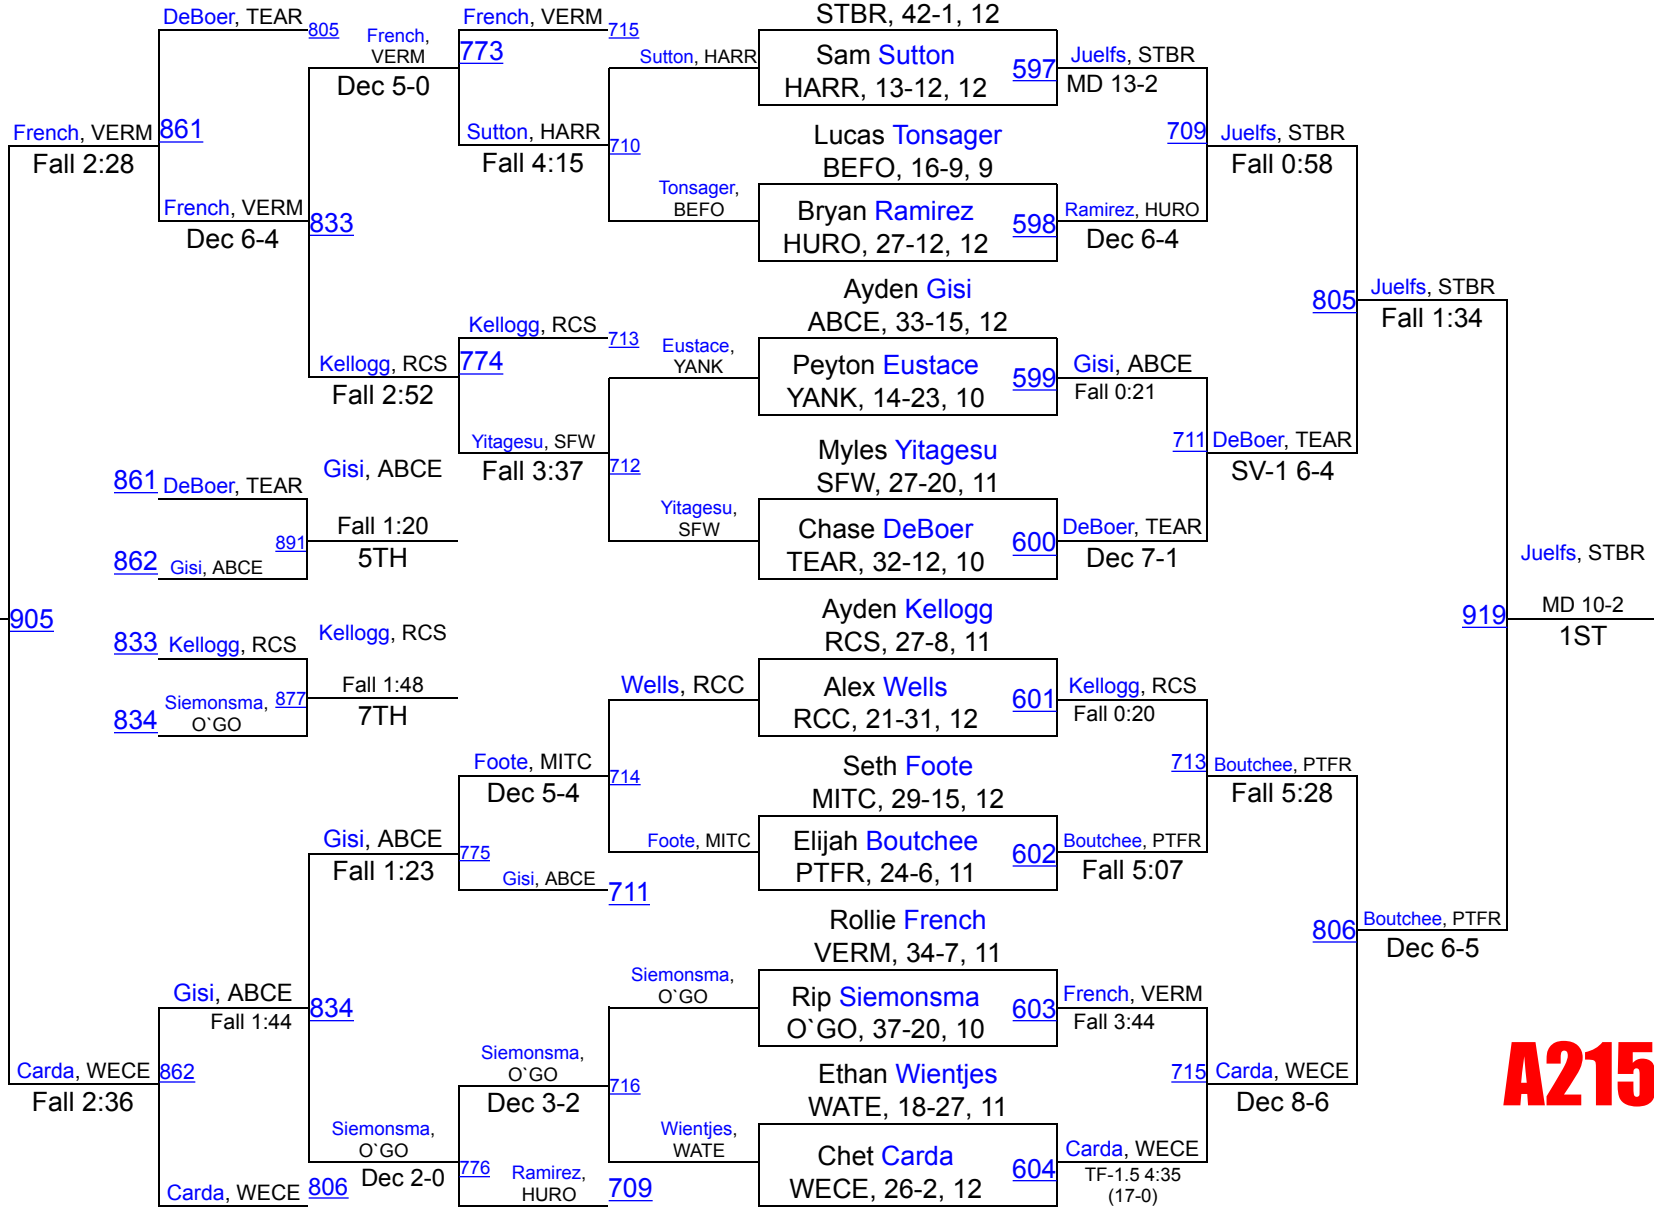 DeBoer, TEAR
805
French,
VERM
Dec 5-0
French, VERM
715
773
Sutton, HARR
STBR, 42-1, 12
Sam Sutton
HARR, 13-12, 12
597
Juelfs, STBR
MD 13-2
French, VERM
Fall 2:28
861
Sutton, HARR
Fall 4:15
710
Lucas Tonsager
BEFO, 16-9, 9
709
Juelfs, STBR
Fall 0:58
French, VERM
Dec 6-4
833
Tonsager,
BEFO
Bryan Ramirez
HURO, 27-12, 12
598
Ramirez, HURO
Dec 6-4
Ayden Gisi
ABCE, 33-15, 12
805
Juelfs, STBR
Fall 1:34
Kellogg, RCS
713
Kellogg, RCS
Fall 2:52
774
Eustace,
YANK
Peyton Eustace
YANK, 14-23, 10
599
Gisi, ABCE
Fall 0:21
Yitagesu, SFW
Fall 3:37
712
Myles Yitagesu
SFW, 27-20, 11
711
DeBoer, TEAR
SV-1 6-4
861
DeBoer, TEAR
Gisi, ABCE
Fall 1:20
5TH
891
862
Gisi, ABCE
Yitagesu,
SFW
Chase DeBoer
TEAR, 32-12, 10
600
DeBoer, TEAR
Dec 7-1
Juelfs, STBR
MD 10-2
1ST
919
905
Ayden Kellogg
RCS, 27-8, 11
833
Kellogg, RCS
Kellogg, RCS
Fall 1:48
7TH
877
834
Siemonsma,
O`GO
Wells, RCC
Alex Wells
RCC, 21-31, 12
601
Kellogg, RCS
Fall 0:20
Foote, MITC
Dec 5-4
714
Seth Foote
MITC, 29-15, 12
713
Boutchee, PTFR
Fall 5:28
Gisi, ABCE
Fall 1:23
775
Foote, MITC
Elijah Boutchee
PTFR, 24-6, 11
602
Boutchee, PTFR
Fall 5:07
Gisi, ABCE
711
Rollie French
VERM, 34-7, 11
806
Boutchee, PTFR
Dec 6-5
Gisi, ABCE
Fall 1:44
834
Siemonsma,
O`GO
Rip Siemonsma
O`GO, 37-20, 10
603
French, VERM
Fall 3:44
Carda, WECE
Fall 2:36
862
Siemonsma,
O`GO
Dec 3-2
716
Ethan Wientjes
WATE, 18-27, 11
715
Carda, WECE
Dec 8-6
A215
Siemonsma,
O`GO
Dec 2-0
776
Wientjes,
WATE
Chet Carda
WECE, 26-2, 12
604
Carda, WECE
TF-1.5 4:35
(17-0)
Carda, WECE
806
Ramirez,
HURO
709